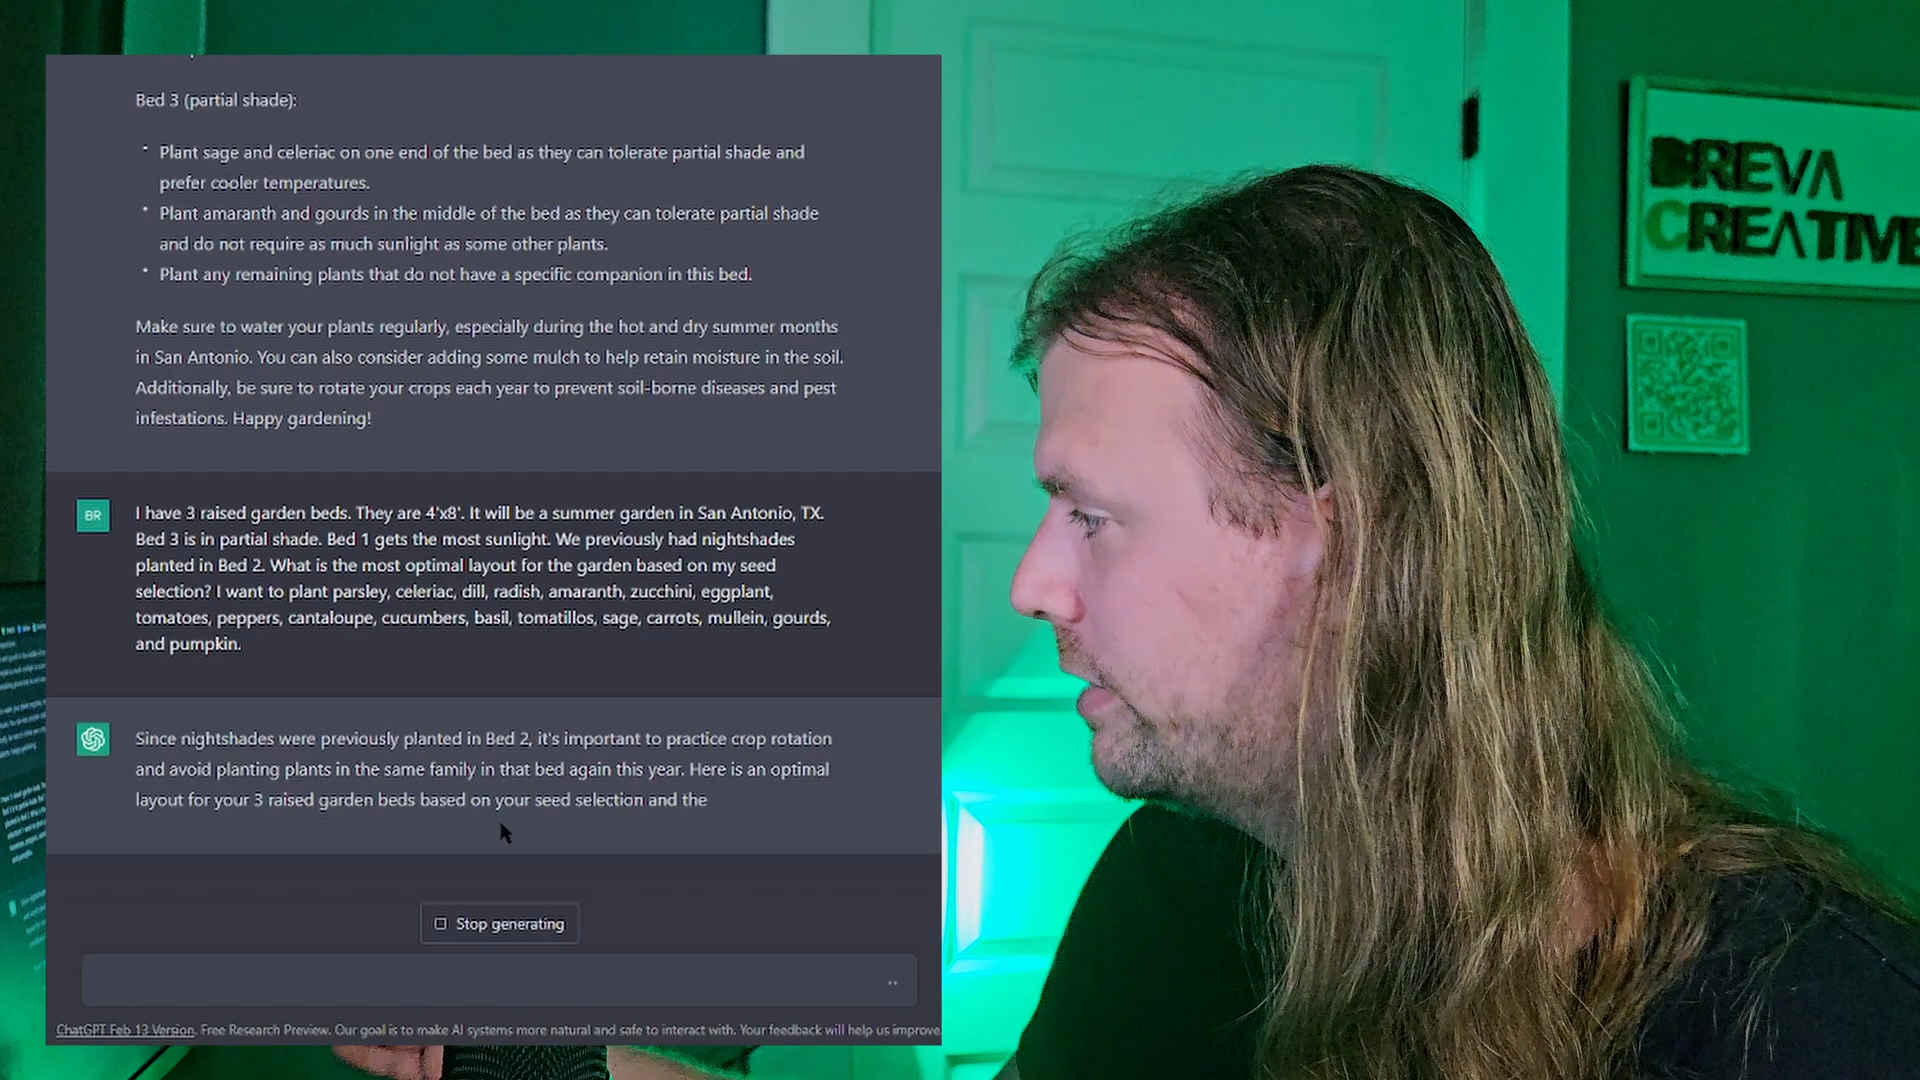 Bed 3 (partial shade):
Plant sage and celeriac on one end of the bed as they can tolerate partial shade and
prefer cooler temperatures.
Plant amaranth and gourds in the middle of the bed as they can tolerate partial shade
and do not require as much sunlight as some other plants.
Plant any remaining plants that do not have a specific companion in this bed.
Make sure to water your plants regularly, especially during the hot and dry summer months
in San Antonio. You can also consider adding some mulch to help retain moisture in the soil.
Additionally, be sure to rotate your crops each year to prevent soil-borne diseases and pest
infestations. Happy gardening!
BR
I have 3 raised garden beds. They are 4'x8'. It will be a summer garden in San Antonio, TX.
Bed 3 is in partial shade. Bed 1 gets the most sunlight. We previously had nightshades
planted in Bed 2. What is the most optimal layout for the garden based on my seed
selection? I want to plant parsley, celeriac, dill, radish, amaranth, zucchini, eggplant,
tomatoes, peppers, cantaloupe, cucumbers, basil, tomatillos, sage, carrots, mullein, gourds,
and pumpkin.
Since nightshades were previously planted in Bed 2, it's important to practice crop rotation
and avoid planting plants in the same family in that bed again this year. Here is an optimal
layout for your 3 raised garden beds based on your seed selection and the
Stop generating
ChatGPT Feb 13 Version. Free Research Preview. Our goal is to make AI systems more natural and safe to interact with. Your feedback will help us improve.
BREVA
CREATIVE